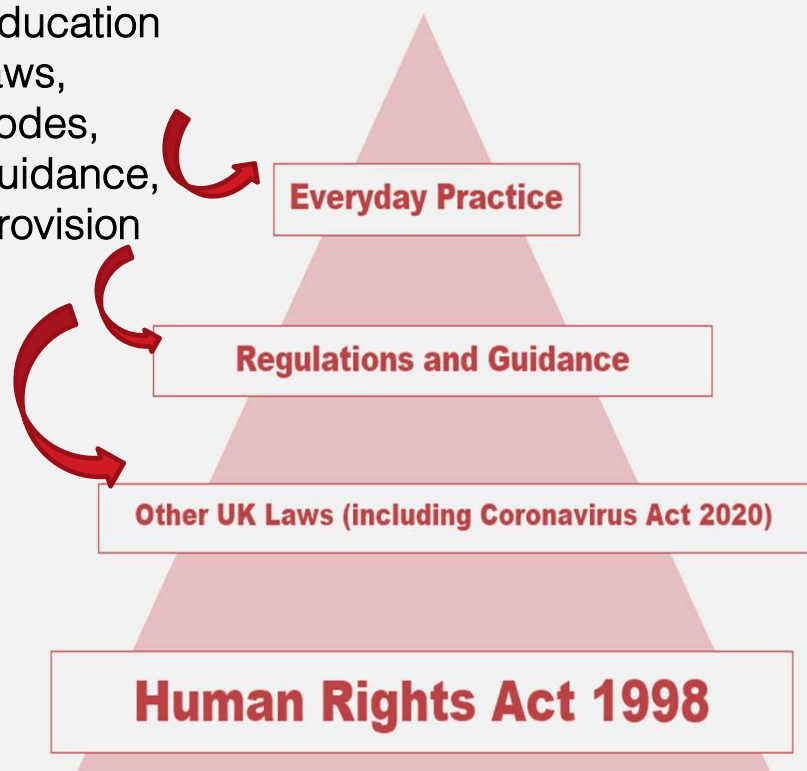 ducation
aws,
odes,
uidance,
rovision
Everyday Practice
Regulations and Guidance
Other UK Laws (including Coronavirus Act 2020)
Human Rights Act 1998